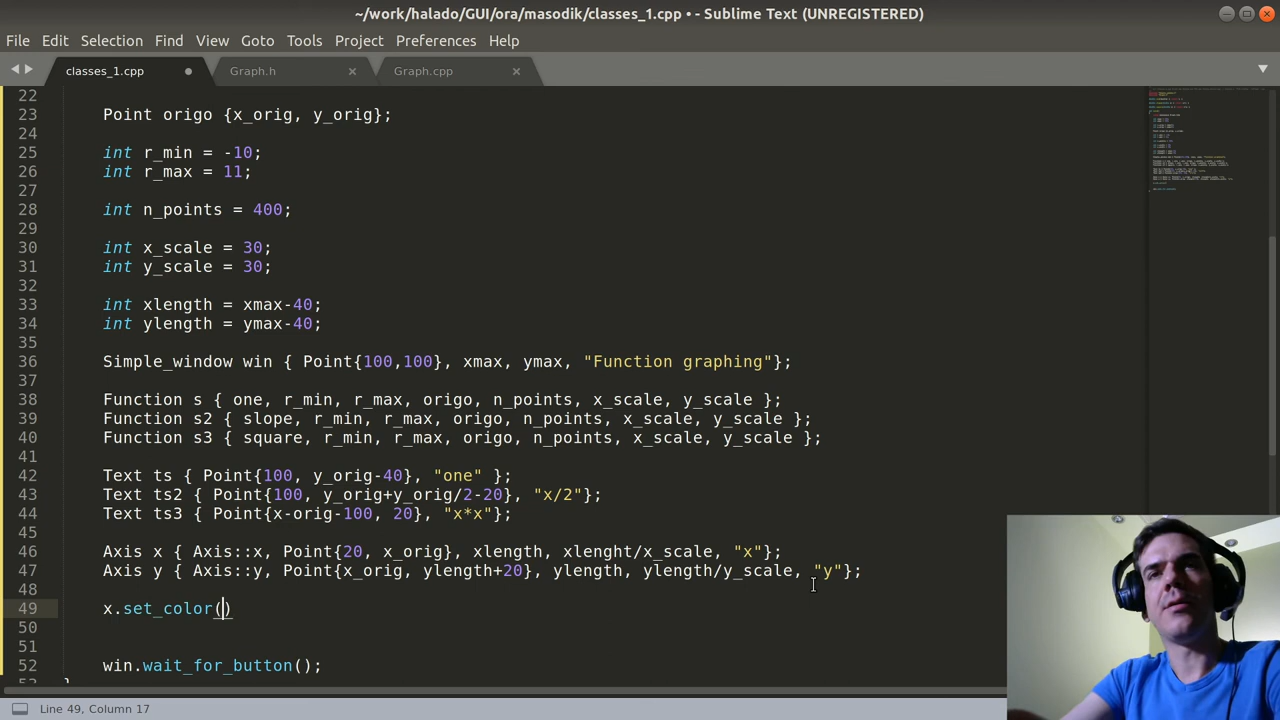 ~/work/halado/GUI/ora/masodik/classes_1.cpp • - Sublime Text (UNREGISTERED)
File Edit Selection Find View Goto Tools Project Preferences Help
classes_1.cpp Graph.h Graph.cpp
22
23 Point origo {x_orig, y_orig};
24
25 int r_min = -10;
26 int r_max = 11;
27
28 int n_points = 400;
29
30 int x_scale = 30;
31 int y_scale = 30;
32
33 int xlength = xmax-40;
34 int ylength = ymax-40;
35
36 Simple_window win { Point{100,100}, xmax, ymax, "Function graphing"};
37
38 Function s { one, r_min, r_max, origo, n_points, x_scale, y_scale };
39 Function s2 { slope, r_min, r_max, origo, n_points, x_scale, y_scale };
40 Function s3 { square, r_min, r_max, origo, n_points, x_scale, y_scale };
41
42 Text ts { Point{100, y_orig-40}, "one" };
43 Text ts2 { Point{100, y_orig+y_orig/2-20}, "x/2"};
44 Text ts3 { Point{x-orig-100, 20}, "x*x"};
45
46 Axis x { Axis::x, Point{20, x_orig}, xlength, xlenght/x_scale, "x"};
47 Axis y { Axis::y, Point{x_orig, ylength+20}, ylength, ylength/y_scale, "y"};
48
49 x.set_color()
50
51
52 win.wait_for_button();
53 }
Line 49, Column 17